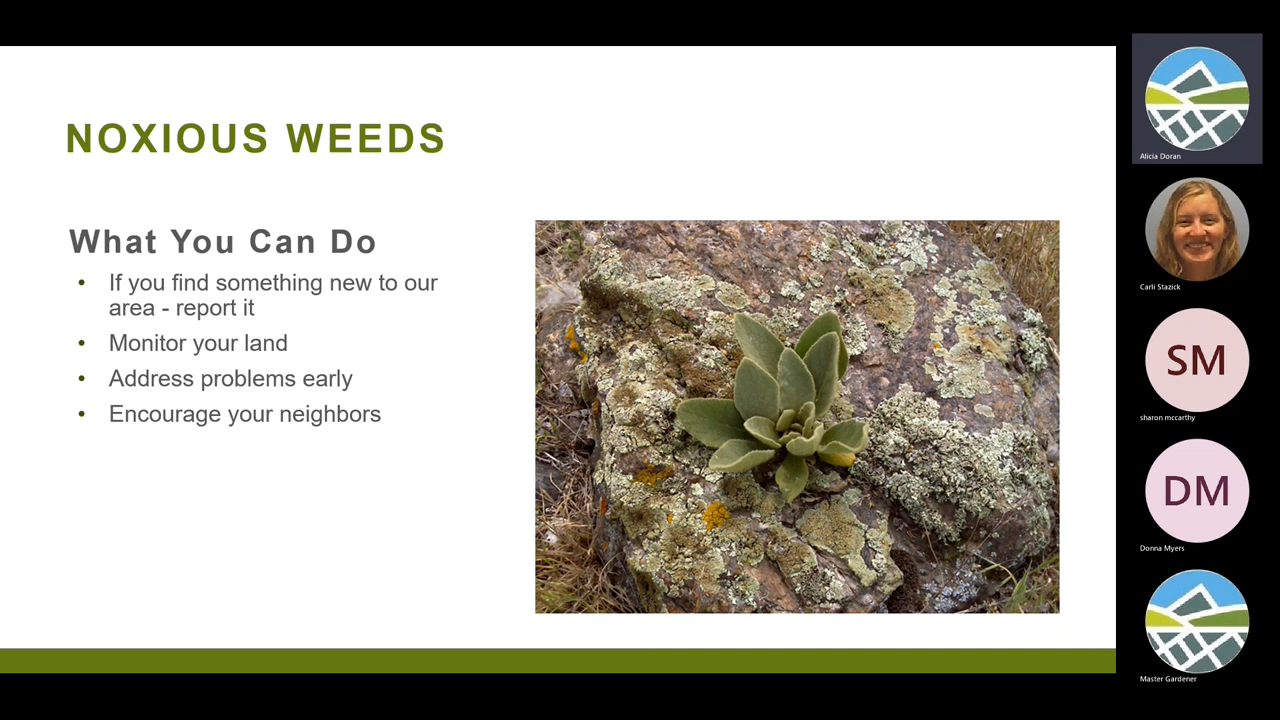 NOXIOUS WEEDS
What You Can Do
• If you find something new to our
area - report it
• Monitor your land
• Address problems early
• Encourage your neighbors
Alicia Doran
Carli Stazick
SM
sharon mccarthy
DM
Donna Myers
Master Gardener